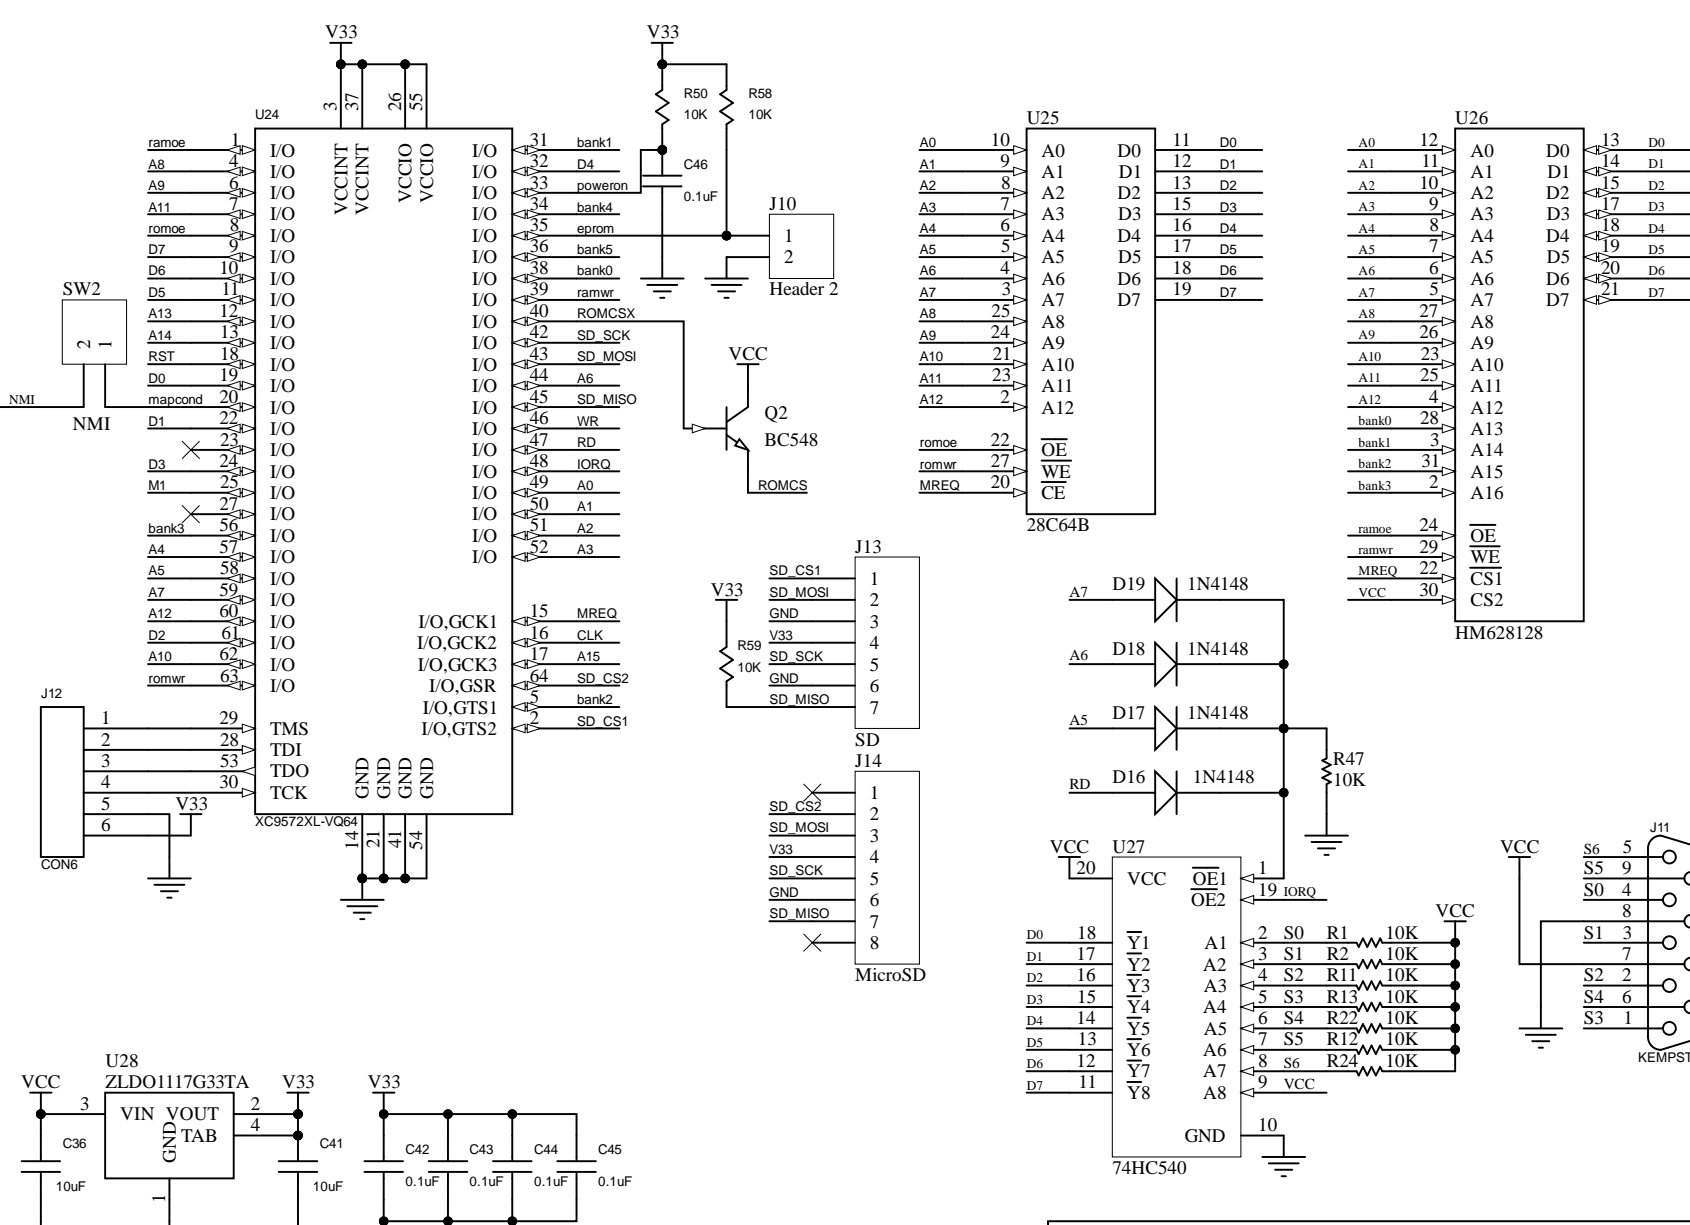 V33
3
37
26
55
U24
VCCINT
VCCINT
VCCIO
VCCIO
ramoe 1 I/O
A8 4 I/O
A9 6 I/O
A11 7 I/O
romoe 8 I/O
D7 9 I/O
D6 10 I/O
D5 11 I/O
A13 12 I/O
A14 13 I/O
RST 18 I/O
D0 19 I/O
mapcond 20 I/O
D1 22 I/O
23 I/O
D3 24 I/O
M1 25 I/O
27 I/O
bank3 56 I/O
A4 57 I/O
A5 58 I/O
A7 59 I/O
A12 60 I/O
D2 61 I/O
A10 62 I/O
romwr 63 I/O
29 TMS
28 TDI
53 TDO
30 TCK
I/O 31 bank1
I/O 32 D4
I/O 33 poweron
I/O 34 bank4
I/O 35 eprom
I/O 36 bank5
I/O 38 bank0
I/O 39 ramwr
I/O 40 ROMCSX
I/O 42 SD_SCK
I/O 43 SD_MOSI
I/O 44 A6
I/O 45 SD_MISO
I/O 46 WR
I/O 47 RD
I/O 48 IORQ
I/O 49 A0
I/O 50 A1
I/O 51 A2
I/O 52 A3
I/O,GCK1 15 MREQ
I/O,GCK2 16 CLK
I/O,GCK3 17 A15
I/O,GSR 64 SD_CS2
I/O,GTS1 5 bank2
I/O,GTS2 2 SD_CS1
GND
GND
GND
GND
XC9572XL-VQ64
14
21
41
54
SW2
2
1
NMI
NMI
J12
1
2
3
4
5
6
V33
CON6
V33
R50
10K
R58
10K
C46
0.1uF
J10
1
2
Header 2
VCC
Q2
BC548
ROMCS
U25
A0 10 A0 D0 11 D0
A1 9 A1 D1 12 D1
A2 8 A2 D2 13 D2
A3 7 A3 D3 15 D3
A4 6 A4 D4 16 D4
A5 5 A5 D5 17 D5
A6 4 A6 D6 18 D6
A7 3 A7 D7 19 D7
A8 25 A8
A9 24 A9
A10 21 A10
A11 23 A11
A12 2 A12
romoe 22 OE
romwr 27 WE
MREQ 20 CE
28C64B
U26
A0 12 A0 D0 13 D0
A1 11 A1 D1 14 D1
A2 10 A2 D2 15 D2
A3 9 A3 D3 17 D3
A4 8 A4 D4 18 D4
A5 7 A5 D5 19 D5
A6 6 A6 D6 20 D6
A7 5 A7 D7 21 D7
A8 27 A8
A9 26 A9
A10 23 A10
A11 25 A11
A12 4 A12
bank0 28 A13
bank1 3 A14
bank2 31 A15
bank3 2 A16
ramoe 24 OE
ramwr 29 WE
MREQ 22 CS1
VCC 30 CS2
HM628128
V33
R59
10K
J13
SD_CS1 1
SD_MOSI 2
GND 3
V33 4
SD_SCK 5
GND 6
SD_MISO 7
SD
J14
1
SD_CS2 2
SD_MOSI 3
V33 4
SD_SCK 5
GND 6
SD_MISO 7
8
MicroSD
A7 D19 1N4148
A6 D18 1N4148
A5 D17 1N4148
RD D16 1N4148
R47
10K
VCC
U27
20 VCC OE1 1
OE2 19 IORQ
D0 18 Y1 A1 2 S0 R1 10K
D1 17 Y2 A2 3 S1 R2 10K
D2 16 Y3 A3 4 S2 R11 10K
D3 15 Y4 A4 5 S3 R13 10K
D4 14 Y5 A5 6 S4 R22 10K
D5 13 Y6 A6 7 S5 R12 10K
D6 12 Y7 A7 8 S6 R24 10K
D7 11 Y8 A8 9 VCC
VCC
GND 10
74HC540
VCC
J11
S6 5
S5 9
S0 4
8
S1 3
7
S2 2
S4 6
S3 1
KEMPST
U28
ZLDO1117G33TA
VCC
3 VIN VOUT 2
TAB 4
GND
1
V33
C36
10uF
C41
10uF
V33
C42
0.1uF
C43
0.1uF
C44
0.1uF
C45
0.1uF